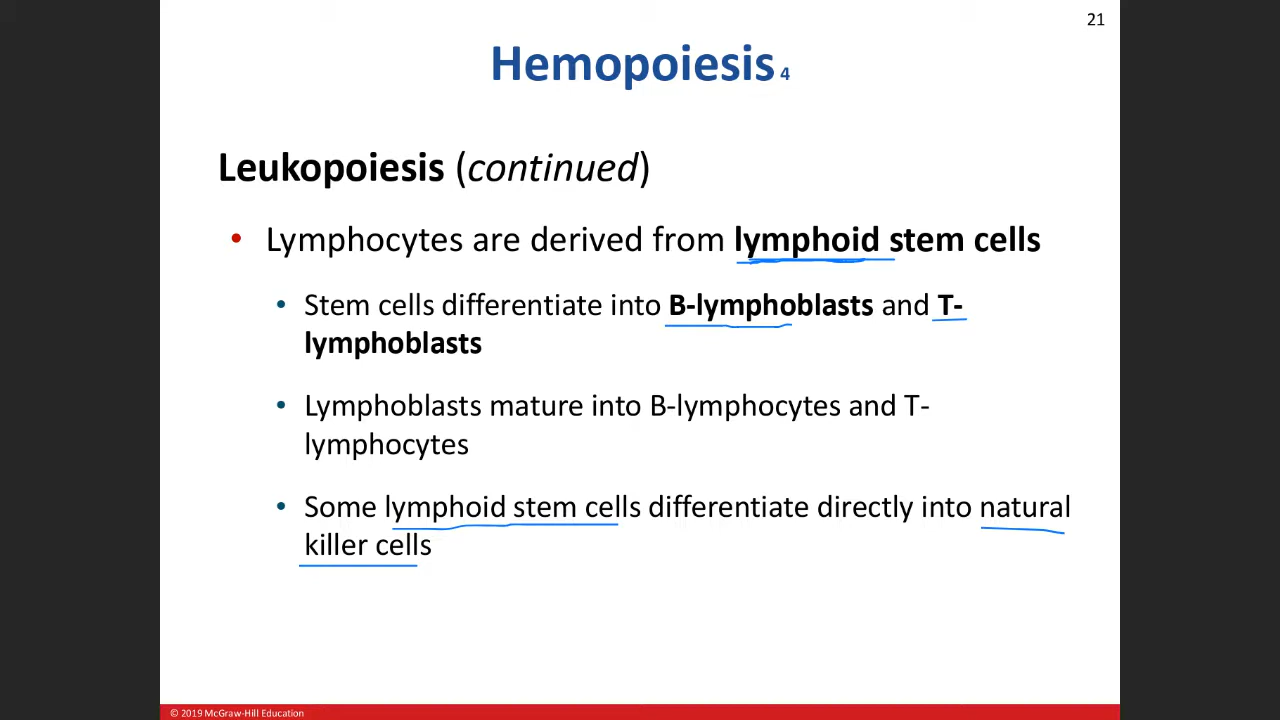 21
Hemopoiesis 4
Leukopoiesis (continued)
• Lymphocytes are derived from lymphoid stem cells
• Stem cells differentiate into B-lymphoblasts and T-
lymphoblasts
• Lymphoblasts mature into B-lymphocytes and T-
lymphocytes
• Some lymphoid stem cells differentiate directly into natural
killer cells
© 2019 McGraw-Hill Education